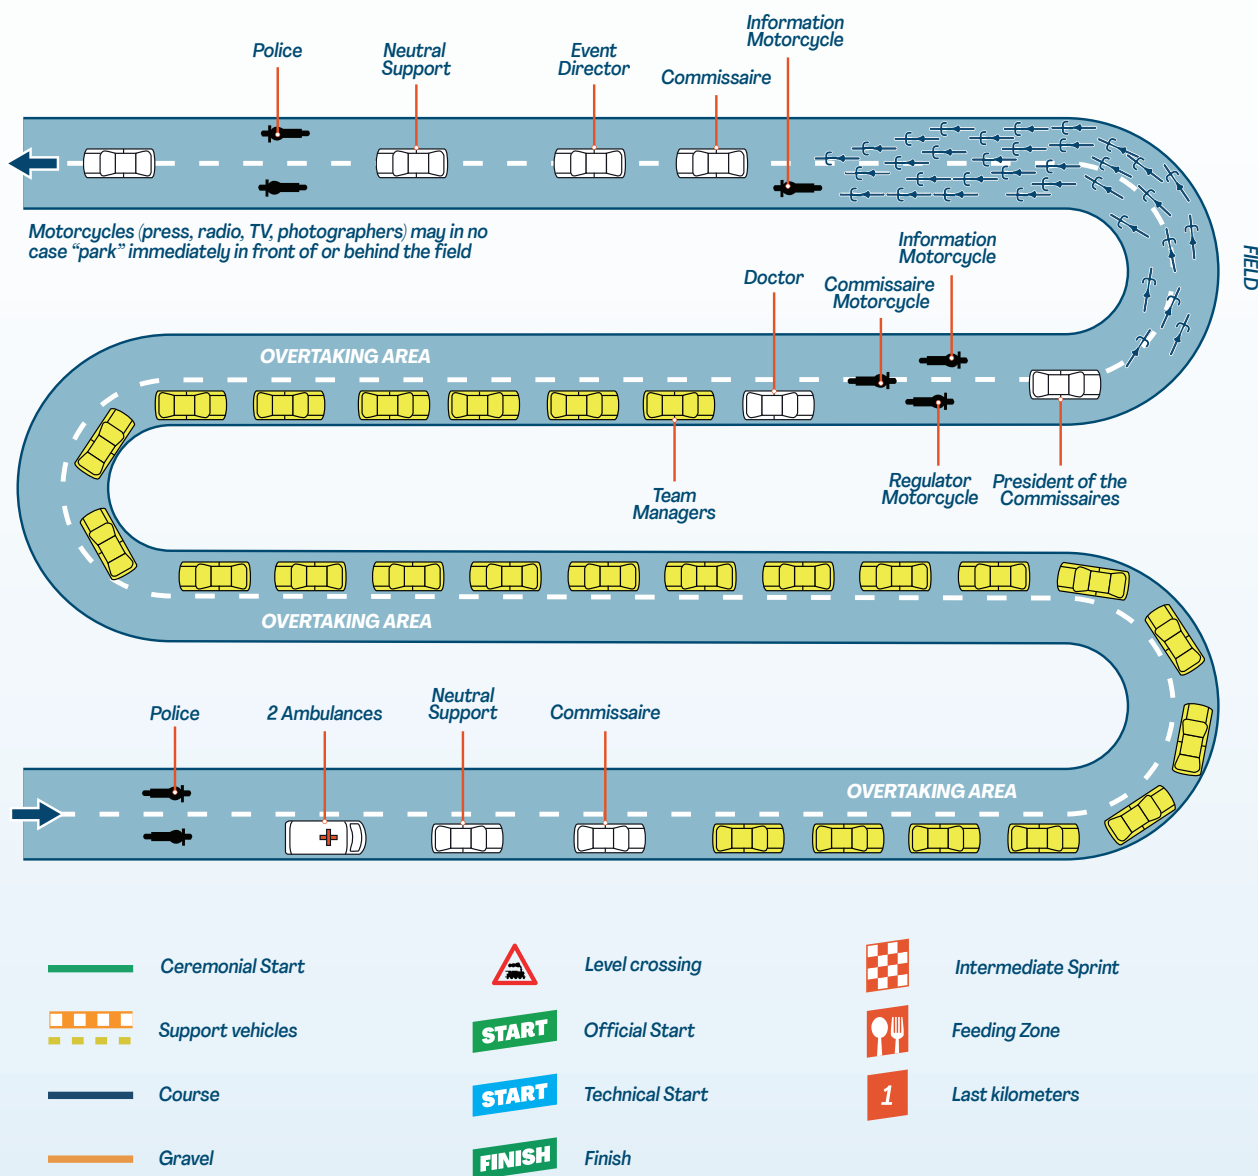 Information
Motorcycle
Police
Neutral
Support
Event
Director
Commissaire
Motorcycles (press, radio, TV, photographers) may in no
case “park” immediately in front of or behind the field
Information
Motorcycle
FIELD
Doctor
Commissaire
Motorcycle
OVERTAKING AREA
Team
Managers
Regulator
Motorcycle
President of the
Commissaires
OVERTAKING AREA
Police
2 Ambulances
Neutral
Support
Commissaire
OVERTAKING AREA
Ceremonial Start
Level crossing
Intermediate Sprint
Support vehicles
START
Official Start
Feeding Zone
Course
START
Technical Start
1
Last kilometers
Gravel
FINISH
Finish